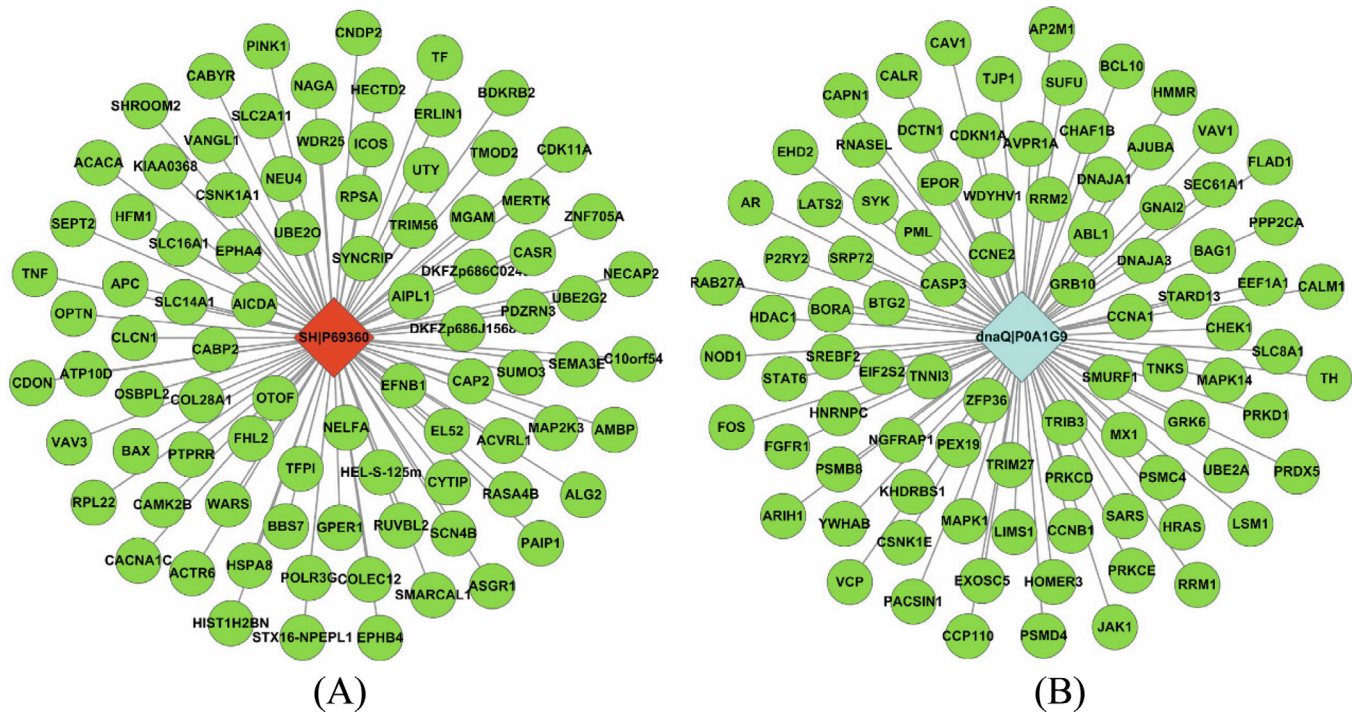 CNDP2
PINK1
TF
CABYR
NAGA
HECTD2
BDKRB2
SHROOM2
SLC2A11
ERLIN1
VANGL1
WDR25
ICOS
TMOD2
CDK11A
ACACA
KIAA0368
NEU4
UTY
CSNK1A1
RPSA
MERTK
SEPT2
HFM1
MGAM
ZNF705A
SLC16A1
UBE2O
TRIM56
EPHA4
SYNCRIP
CASR
TNF
APC
DKFZp686C024
NECAP2
SLC14A1
AICDA
AIPL1
UBE2G2
OPTN
PDZRN3
CLCN1
SH|P69360
DKFZp686J156
CABP2
C10orf54
CDON
ATP10D
SUMO3
SEMA3E
OSBPL2
COL28A1
OTOF
EFNB1
CAP2
VAV3
FHL2
NELFA
EL52
ACVRL1
MAP2K3
AMBP
BAX
PTPRR
TFPI
HEL-S-125m
CYTIP
RASA4B
ALG2
RPL22
CAMK2B
WARS
BBS7
GPER1
RUVBL2
SCN4B
PAIP1
CACNA1C
ACTR6
HSPA8
POLR3G
COLEC12
SMARCAL1
ASGR1
HIST1H2BN
STX16-NPEPL1
EPHB4
(A)
AP2M1
CAV1
BCL10
CALR
TJP1
SUFU
HMMR
CAPN1
DCTN1
CDKN1A
AVPR1A
CHAF1B
VAV1
RNASEL
AJUBA
EHD2
FLAD1
EPOR
WDYHV1
DNAJA1
SEC61A1
AR
LATS2
SYK
RRM2
GNAI2
PPP2CA
PML
ABL1
BAG1
P2RY2
SRP72
CCNE2
DNAJA3
RAB27A
CASP3
GRB10
EEF1A1
CALM1
HDAC1
BORA
BTG2
STARD13
CCNA1
CHEK1
dnaQ|P0A1G9
NOD1
SREBF2
SLC8A1
STAT6
EIF2S2
TNNI3
SMURF1
TNKS
MAPK14
TH
HNRNPC
ZFP36
FOS
TRIB3
GRK6
PRKD1
FGFR1
NGFRAP1
PEX19
MX1
PSMB8
TRIM27
UBE2A
PRDX5
KHDRBS1
PRKCD
PSMC4
ARIH1
YWHAB
MAPK1
LIMS1
CCNB1
SARS
HRAS
LSM1
CSNK1E
VCP
EXOSC5
HOMER3
PRKCE
RRM1
PACSIN1
CCP110
PSMD4
JAK1
(B)